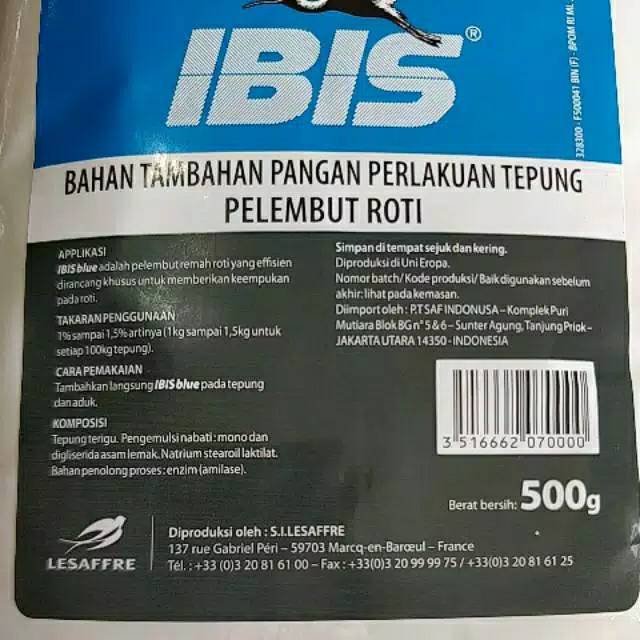 IBIS®
328300 - F500041 BIN (F) - BPOM RI ML
BAHAN TAMBAHAN PANGAN PERLAKUAN TEPUNG
PELEMBUT ROTI
APPLIKASI
IBIS blue adalah pelembut remah roti yang effisien
dirancang khusus untuk memberikan keempukan
pada roti.
TAKARAN PENGGUNAAN
1% sampai 1,5% artinya (1kg sampai 1,5kg untuk
setiap 100kg tepung).
CARA PEMAKAIAN
Tambahkan langsung IBIS blue pada tepung
dan aduk.
KOMPOSISI
Tepung terigu. Pengemulsi nabati : mono dan
digliserida asam lemak. Natrium stearoil laktilat.
Bahan penolong proses : enzim (amilase).
Simpan di tempat sejuk dan kering.
Diproduksi di Uni Eropa.
Nomor batch/ Kode produksi/ Baik digunakan sebelum
akhir: lihat pada kemasan.
Diimport oleh : P.T SAF INDONUSA – Komplek Puri
Mutiara Blok BG n° 5 & 6 – Sunter Agung, Tanjung Priok –
JAKARTA UTARA 14350 - INDONESIA
3 516662 070000
Berat bersih: 500g
LESAFFRE
Diproduksi oleh : S.I.LESAFFRE
137 rue Gabriel Péri – 59703 Marcq-en-Barœul – France
Tél. : +33 (0)3 20 81 61 00 – Fax : +33(0)3 20 99 99 75 / +33(0)3 20 81 61 25